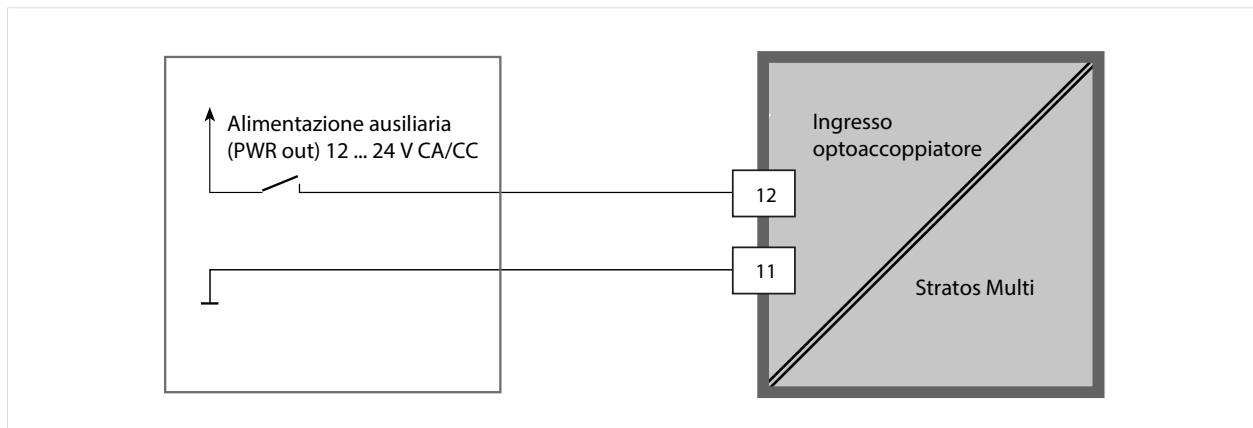 Alimentazione ausiliaria
(PWR out) 12 ... 24 V CA/CC
Ingresso
optoaccoppiatore
12
11
Stratos Multi